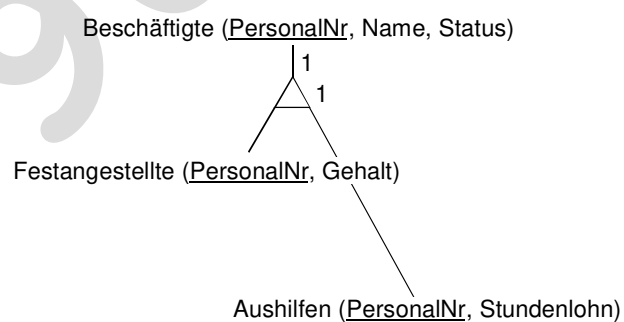 Beschäftigte (PersonalNr, Name, Status)
1
1
Festangestellte (PersonalNr, Gehalt)
Aushilfen (PersonalNr, Stundenlohn)